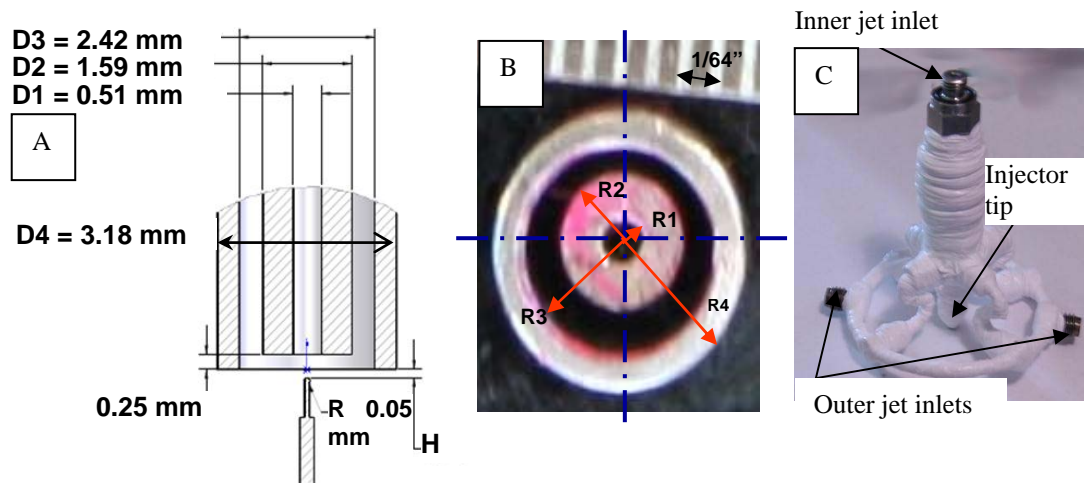 D3 = 2.42 mm
D2 = 1.59 mm
D1 = 0.51 mm
A
D4 = 3.18 mm
0.25 mm
R 0.05
mm
H
B
1/64”
R2
R1
R3
R4
Inner jet inlet
C
Injector
tip
Outer jet inlets